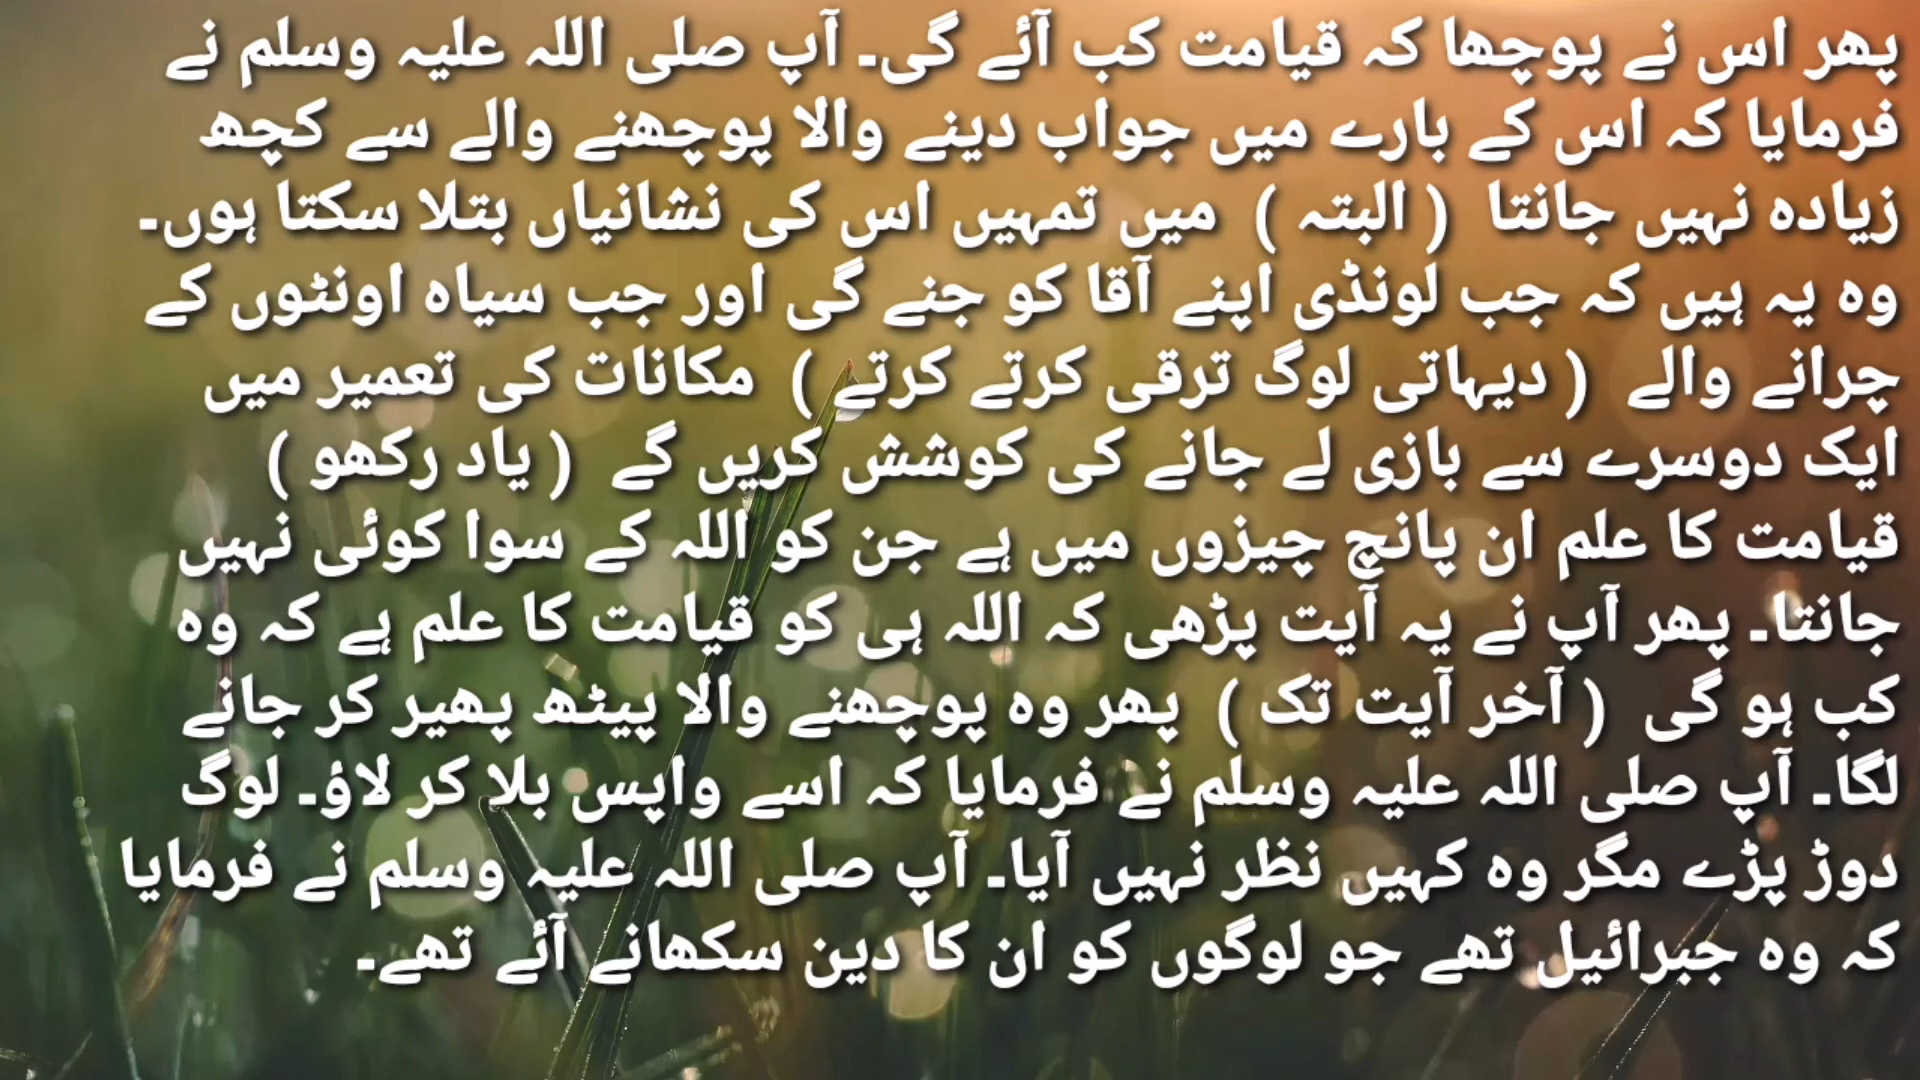 پھر اس نے پوچھا کہ قیامت کب آئے گی۔ آپ صلی اللہ علیہ وسلم نے
فرمایا کہ اس کے بارے میں جواب دینے والا پوچھنے والے سے کچھ
زیادہ نہیں جانتا ( البتہ ) میں تمہیں اس کی نشانیاں بتلا سکتا ہوں۔
وہ یہ ہیں کہ جب لونڈی اپنے آقا کو جنے گی اور جب سیاہ اونٹوں کے
چرانے والے ( دیہاتی لوگ ترقی کرتے کرتے ) مکانات کی تعمیر میں
ایک دوسرے سے بازی لے جانے کی کوشش کریں گے ( یاد رکھو )
قیامت کا علم ان پانچ چیزوں میں ہے جن کو اللہ کے سوا کوئی نہیں
جانتا۔ پھر آپ نے یہ آیت پڑھی کہ اللہ ہی کو قیامت کا علم ہے کہ وہ
کب ہو گی ( آخر آیت تک ) پھر وہ پوچھنے والا پیٹھ پھیر کر جانے
لگا۔ آپ صلی اللہ علیہ وسلم نے فرمایا کہ اسے واپس بلا کر لاؤ۔ لوگ
دوڑ پڑے مگر وہ کہیں نظر نہیں آیا۔ آپ صلی اللہ علیہ وسلم نے فرمایا
کہ وہ جبرائیل تھے جو لوگوں کو ان کا دین سکھانے آئے تھے۔